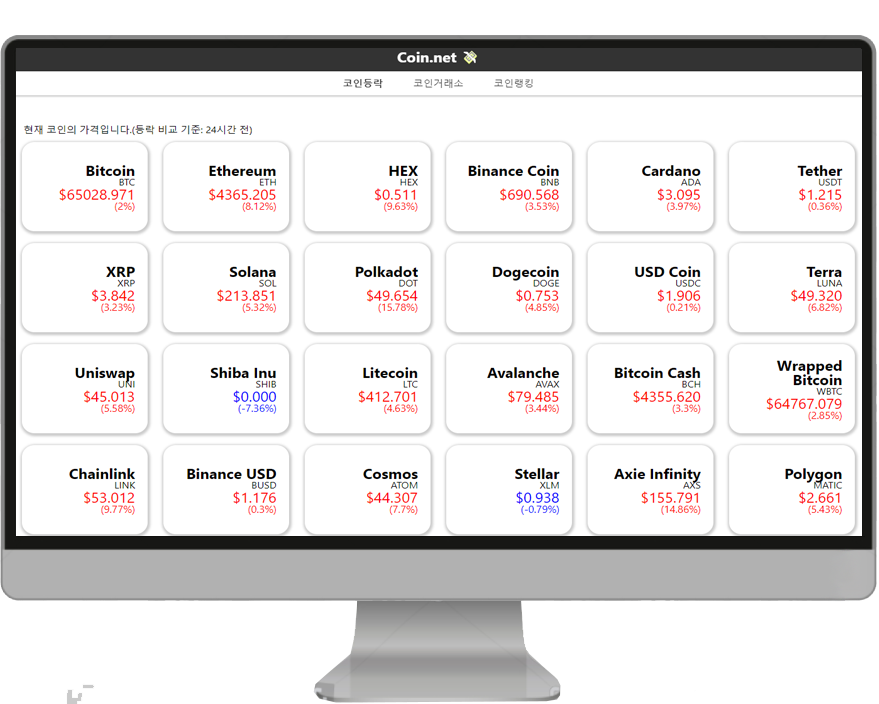 Coin.net
코인등락 코인거래소 코인랭킹
현재 코인의 가격입니다.(등락 비교 기준: 24시간 전)
Bitcoin
BTC
$65028.971
(2%)
Ethereum
ETH
$4365.205
(8.12%)
HEX
HEX
$0.511
(9.63%)
Binance Coin
BNB
$690.568
(3.53%)
Cardano
ADA
$3.095
(3.97%)
Tether
USDT
$1.215
(0.36%)
XRP
XRP
$3.842
(3.23%)
Solana
SOL
$213.851
(5.32%)
Polkadot
DOT
$49.654
(15.78%)
Dogecoin
DOGE
$0.753
(4.85%)
USD Coin
USDC
$1.906
(0.21%)
Terra
LUNA
$49.320
(6.82%)
Uniswap
UNI
$45.013
(5.58%)
Shiba Inu
SHIB
$0.000
(-7.36%)
Litecoin
LTC
$412.701
(4.63%)
Avalanche
AVAX
$79.485
(3.44%)
Bitcoin Cash
BCH
$4355.620
(3.3%)
Wrapped
Bitcoin
WBTC
$64767.079
(2.85%)
Chainlink
LINK
$53.012
(9.77%)
Binance USD
BUSD
$1.176
(0.3%)
Cosmos
ATOM
$44.307
(7.7%)
Stellar
XLM
$0.938
(-0.79%)
Axie Infinity
AXS
$155.791
(14.86%)
Polygon
MATIC
$2.661
(5.43%)